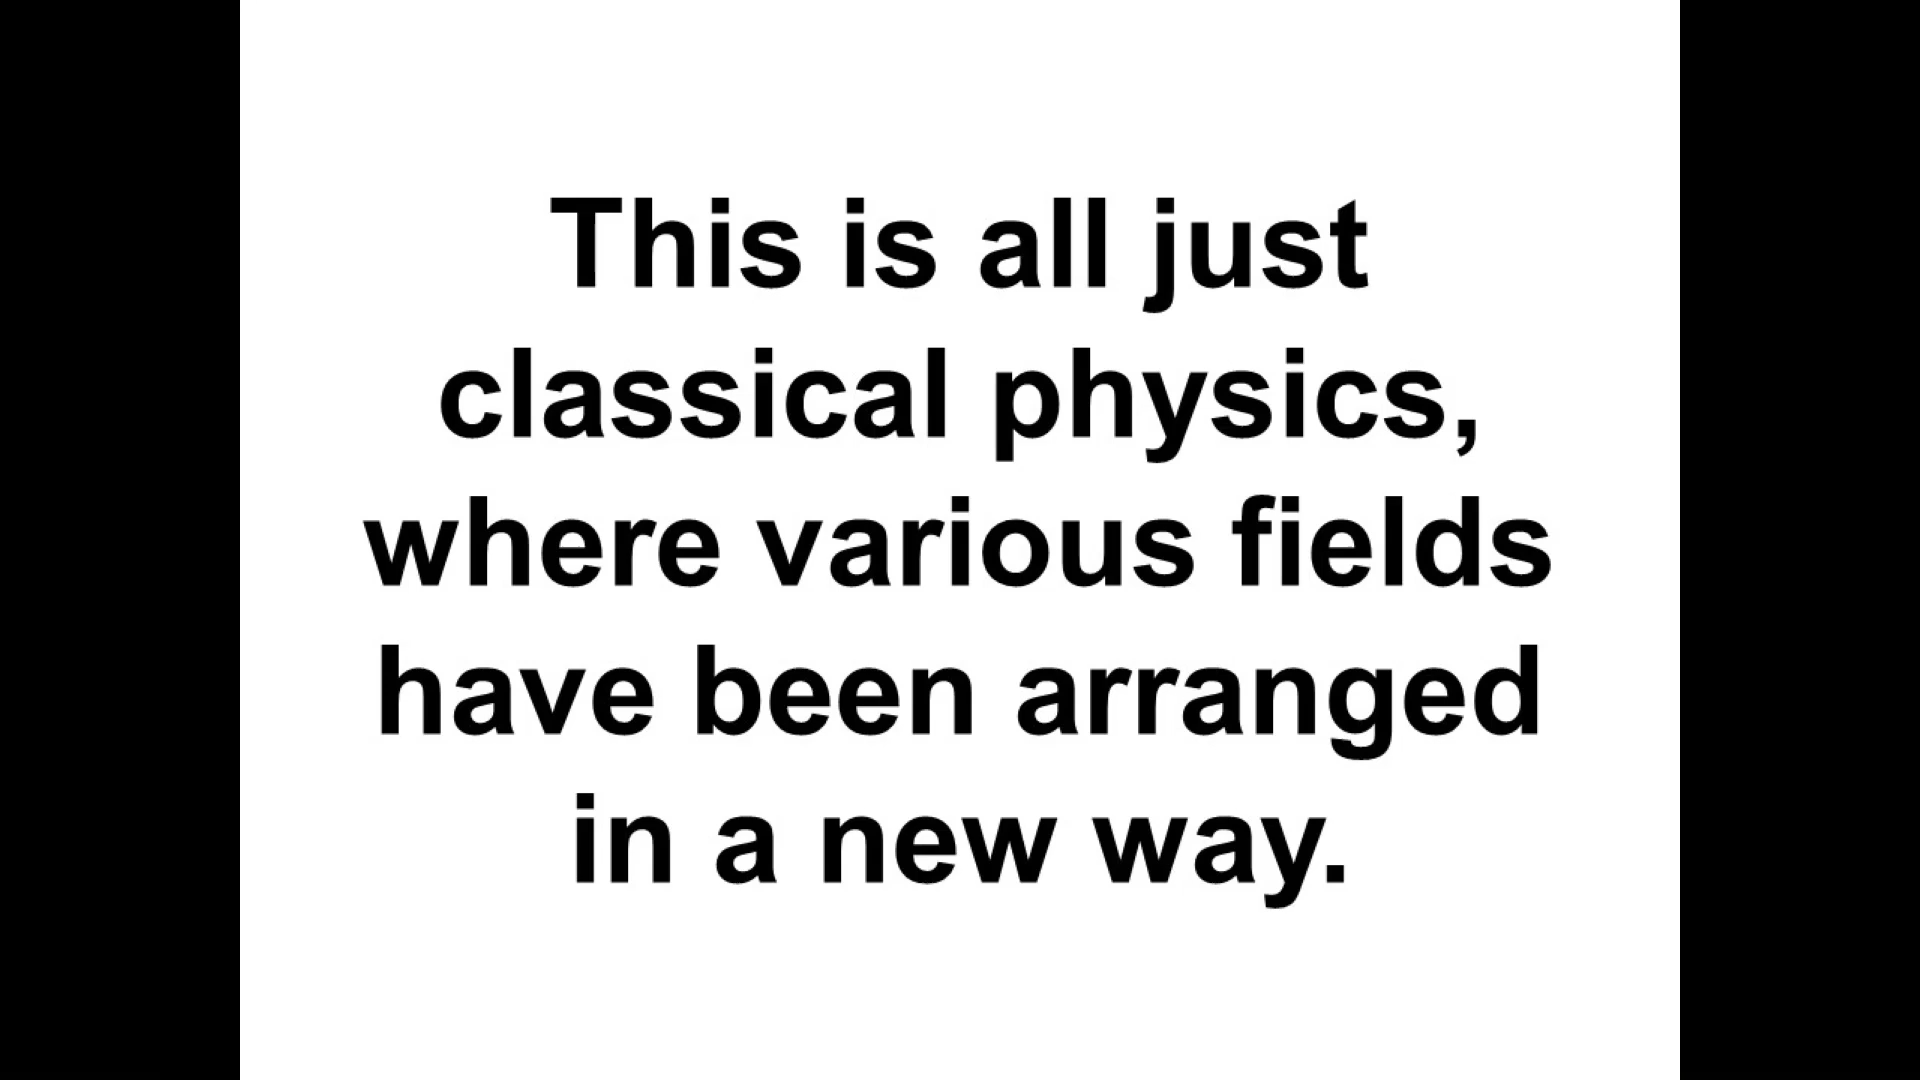 This is all just
classical physics,
where various fields
have been arranged
in a new way.